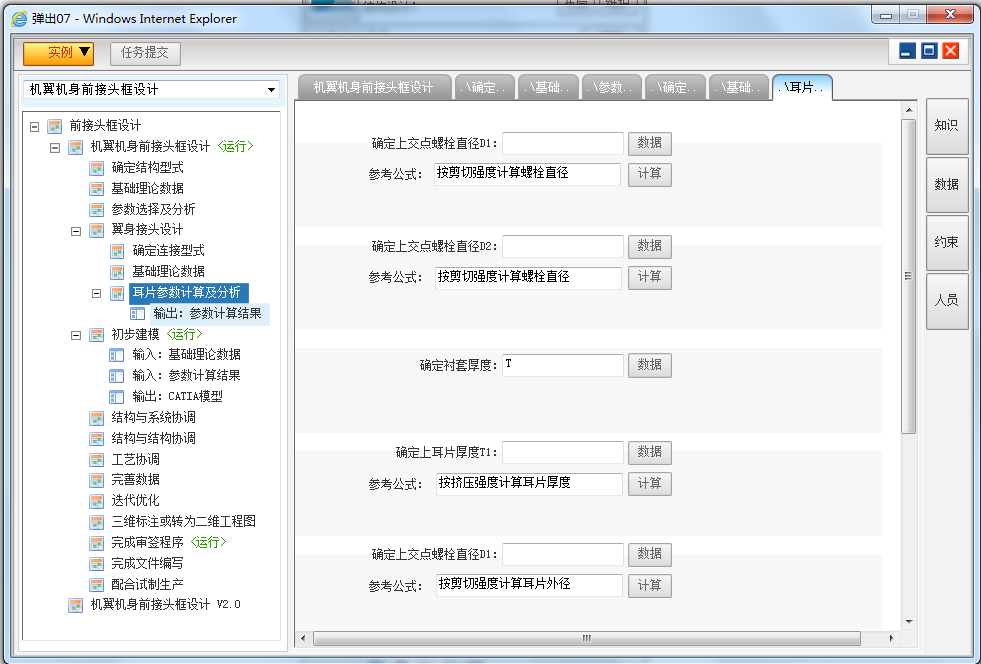 弹出07 - Windows Internet Explorer
实例
任务提交
机翼机身前接头框设计
前接头框设计
机翼机身前接头框设计 <运行>
确定结构型式
基础理论数据
参数选择及分析
翼身接头设计
确定连接型式
基础理论数据
耳片参数计算及分析
输出: 参数计算结果
初步建模 <运行>
输入: 基础理论数据
输入: 参数计算结果
输出: CATIA模型
结构与系统协调
结构与结构协调
工艺协调
完善数据
迭代优化
三维标注或转为二维工程图
完成审签程序 <运行>
完成文件编写
配合试制生产
机翼机身前接头框设计 V2.0
机翼机身前接头框设计 .\确定.. .\基础.. .\参数.. .\确定.. .\基础.. .\耳片..
确定上交点螺栓直径D1: 数据
参考公式: 按剪切强度计算螺栓直径 计算
确定上交点螺栓直径D2: 数据
参考公式: 按剪切强度计算螺栓直径 计算
确定衬套厚度: T 数据
确定上耳片厚度T1: 数据
参考公式: 按挤压强度计算耳片厚度 计算
确定上交点螺栓直径D1: 数据
参考公式: 按剪切强度计算耳片外径 计算
知识
数据
约束
人员